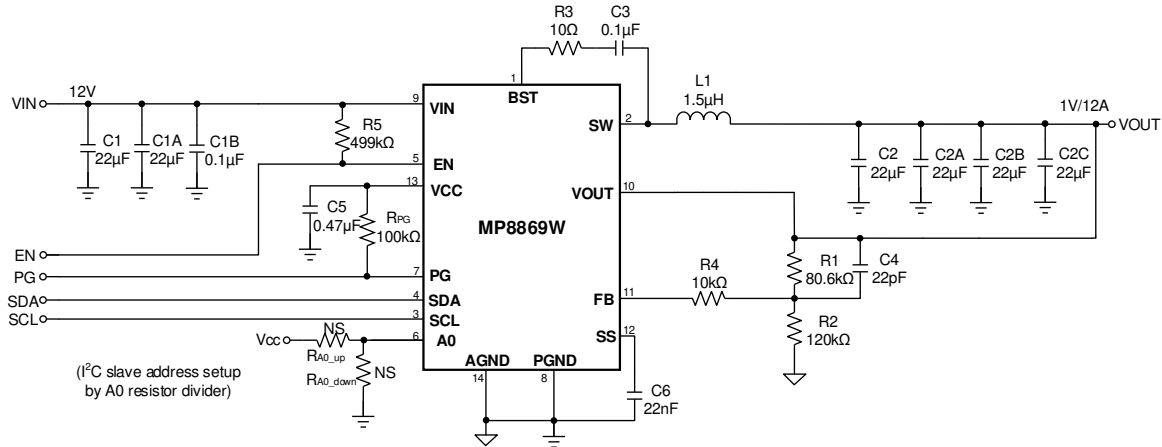 R3
10Ω
C3
0.1µF
1
BST
L1
1.5µH
VIN
12V
9
VIN
R5
499kΩ
C1
22µF
C1A
22µF
C1B
0.1µF
5
EN
13
VCC
C5
0.47µF
RPG
100kΩ
EN
PG
7
PG
SDA
4
SDA
SCL
3
SCL
6
A0
Vcc
NS
RA0_up
RA0_down
NS
(I²C slave address setup
by A0 resistor divider)
MP8869W
SW
2
VOUT
10
FB
11
SS
12
AGND
14
PGND
8
C6
22nF
R4
10kΩ
R1
80.6kΩ
C4
22pF
R2
120kΩ
C2
22µF
C2A
22µF
C2B
22µF
C2C
22µF
1V/12A
VOUT